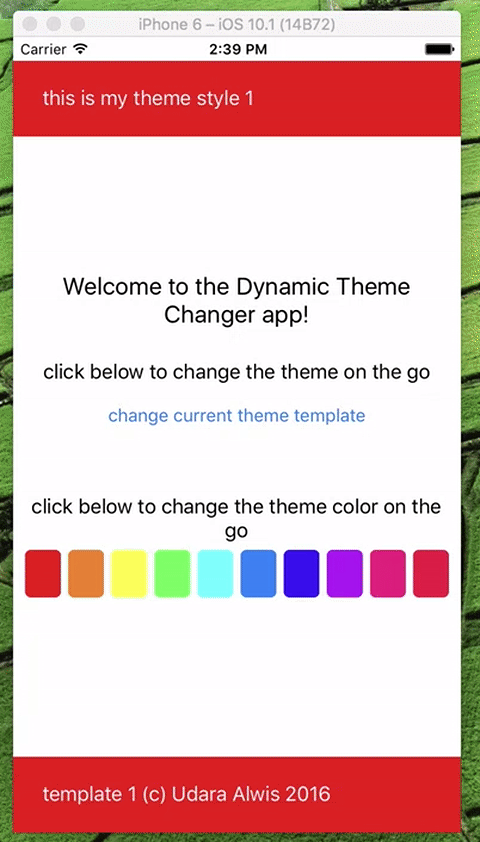 iPhone 6 – iOS 10.1 (14B72)
Carrier 2:39 PM
this is my theme style 1
Welcome to the Dynamic Theme
Changer app!
click below to change the theme on the go
change current theme template
click below to change the theme color on the
go
template 1 (c) Udara Alwis 2016